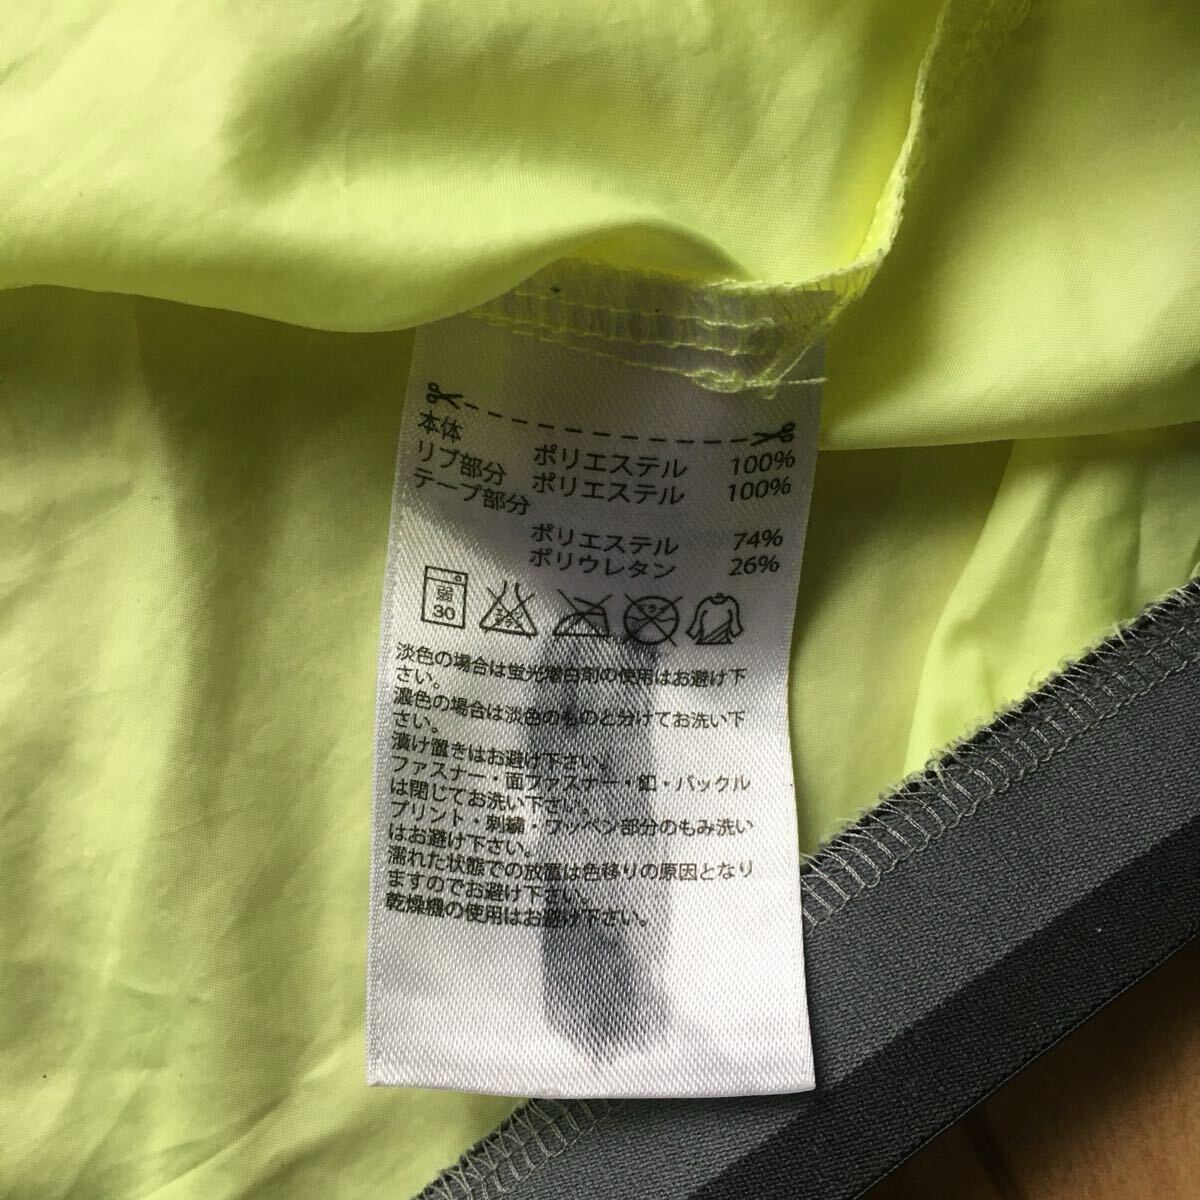 本体
ポリエステル 100%
リブ部分
ポリエステル 100%
テープ部分
ポリエステル 74%
ポリウレタン 26%
弱
30
淡色の場合は蛍光増白剤の使用はお避け下
さい。
濃色の場合は淡色のものと分けてお洗い下
さい。
漬け置きはお避け下さい。
ファスナー・面ファスナー・釦・バックル
は閉じてお洗い下さい。
プリント・刺繍・ワッペン部分のもみ洗い
はお避け下さい。
濡れた状態での放置は色移りの原因となり
ますのでお避け下さい。
乾燥機の使用はお避け下さい。